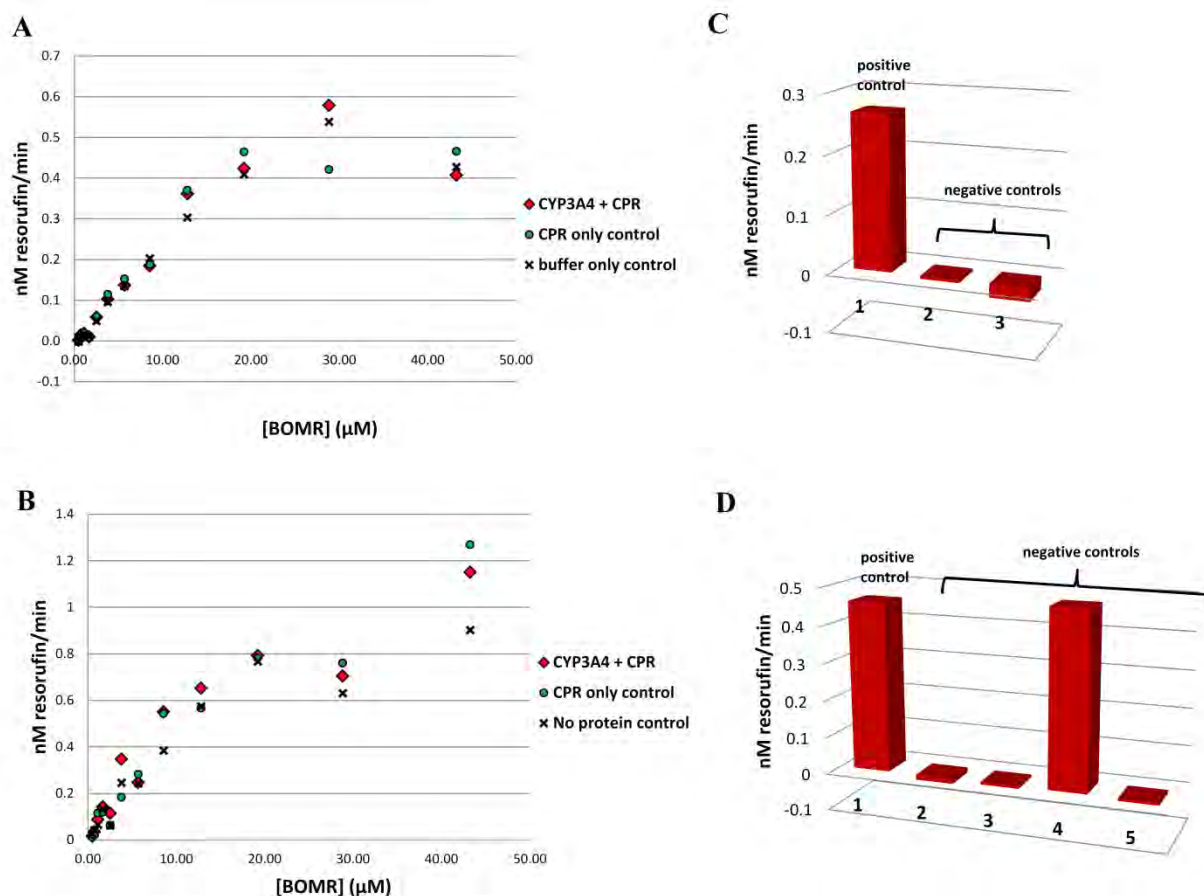 A
0.7
0.6
0.5
0.4
0.3
0.2
0.1
0.0
-0.1
nM resorufin/min
0.00 10.00 20.00 30.00 40.00 50.00
[BOMR] (µM)
CYP3A4 + CPR
CPR only control
buffer only control
C
positive
control
negative controls
0.3
0.2
0.1
0
-0.1
nM resorufin/min
1 2 3
B
1.4
1.2
1
0.8
0.6
0.4
0.2
0
nM resorufin/min
0.00 10.00 20.00 30.00 40.00 50.00
[BOMR] (µM)
CYP3A4 + CPR
CPR only control
No protein control
D
positive
control
negative controls
0.5
0.4
0.3
0.2
0.1
0
-0.1
nM resorufin/min
1 2 3 4 5